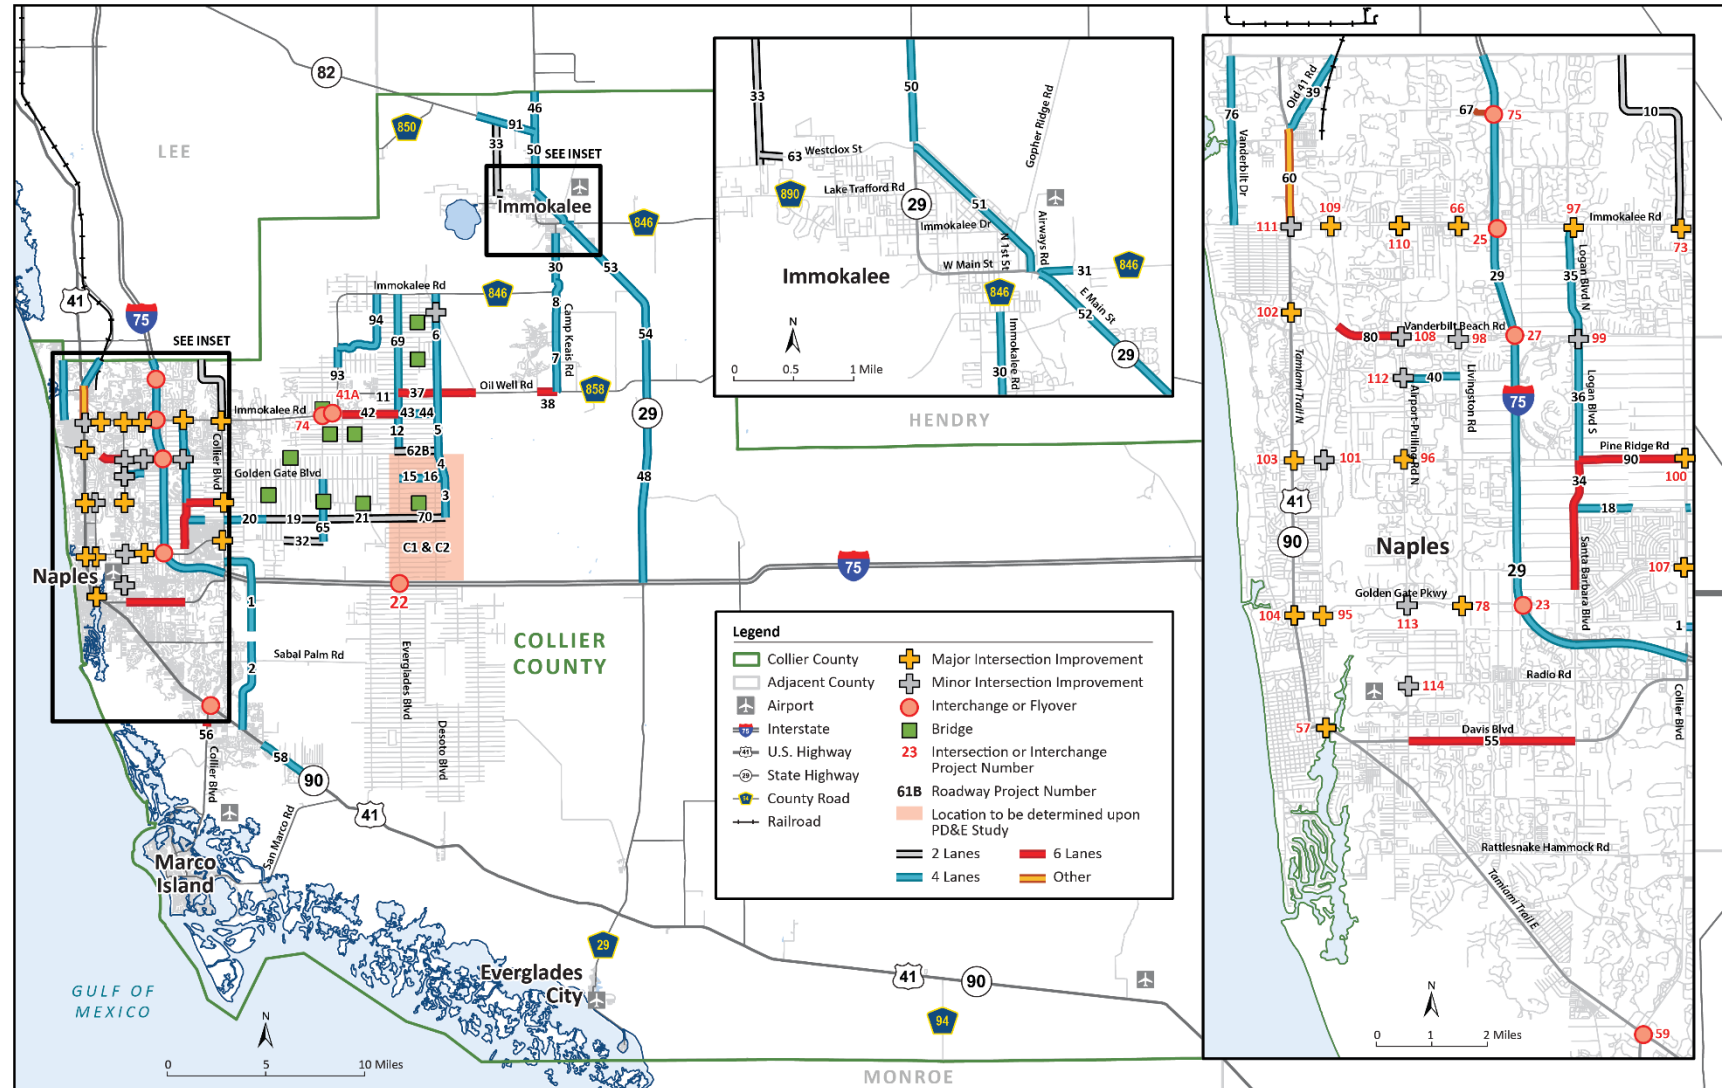 LEE
82
850
46
91
33
50
SEE INSET
Immokalee
846
53
30
Immokalee Rd
846
8
Camp Keais Rd
94
69
6
54
7
93
41
75
SEE INSET
41A
11
37
Oil Well Rd
858
38
29
Immokalee Rd
74
42
43
44
12
5
62B
4
Golden Gate Blvd
15
16
3
48
Collier Blvd
20
19
65
21
70
32
C1 & C2
75
22
Naples
1
2
Sabal Palm Rd
COLLIER
COUNTY
Everglades Blvd
Desoto Blvd
56
Collier Blvd
58
90
41
San Marco Rd
Marco
Island
GULF OF
MEXICO
Everglades
City
29
41
90
94
N
0 5 10 Miles
MONROE
HENDRY
33
50
Gopher Ridge Rd
63
Westclox St
890
Lake Trafford Rd
29
51
Immokalee Dr
N 1st St
Airways Rd
W Main St
31
846
Immokalee
846
E Main St
52
29
Immokalee Rd
30
N
0 0.5 1 Mile
Legend
Collier County
Adjacent County
Airport
75
Interstate
41
U.S. Highway
29
State Highway
County Road
Railroad
Major Intersection Improvement
Minor Intersection Improvement
Interchange or Flyover
Bridge
23
Intersection or Interchange
Project Number
61B
Roadway Project Number
Location to be determined upon
PD&E Study
2 Lanes
6 Lanes
4 Lanes
Other
Old 41 Rd
39
76
Vanderbilt Dr
67
75
10
60
111
109
110
66
25
97
Immokalee Rd
73
29
35
Logan Blvd N
102
Vanderbilt Beach Rd
80
108
98
27
99
112
40
Tamiami Trail N
Airport-Pulling Rd N
Livingston Rd
75
36
Logan Blvd S
Pine Ridge Rd
90
100
103
101
96
34
41
18
90
Naples
Santa Barbara Blvd
107
29
Golden Gate Pkwy
104
95
113
78
23
1
Radio Rd
114
57
Davis Blvd
55
Collier Blvd
Rattlesnake Hammock Rd
Tamiami Trail E
N
0 1 2 Miles
59